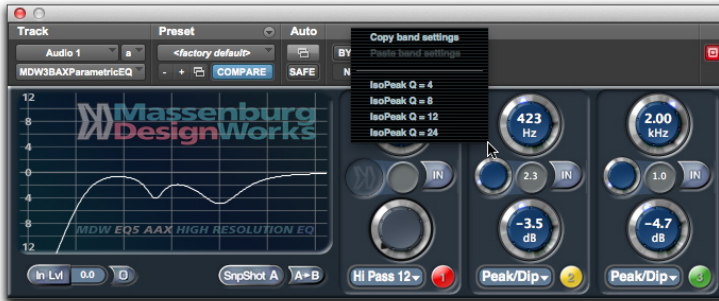 Track
Preset
Auto
Audio 1
a
<factory default>
BY
MDW3BAXParametricEQ
- +
COMPARE
SAFE
N
Copy band settings
Paste band settings
IsoPeak Q = 4
IsoPeak Q = 8
IsoPeak Q = 12
IsoPeak Q = 24
12
8
4
0
-4
8
12
Massenburg
DesignWorks
MDW EQ5 AAX HIGH RESOLUTION EQ
In Lvl
0.0
SnpShot A
A▸B
IN
Hi Pass 12
1
423
Hz
2.3
IN
-3.5
dB
Peak/Dip
2
2.00
kHz
1.0
IN
-4.7
dB
Peak/Dip
3